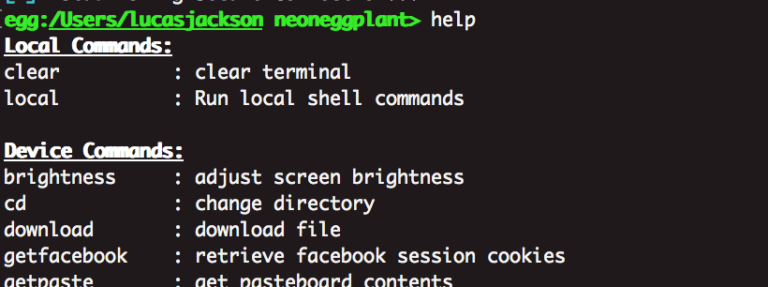 egg:/Users/lucasjackson neoneggplant> help
Local Commands:
clear : clear terminal
local : Run local shell commands
Device Commands:
brightness : adjust screen brightness
cd : change directory
download : download file
getfacebook : retrieve facebook session cookies
getpaste : get pasteboard contents